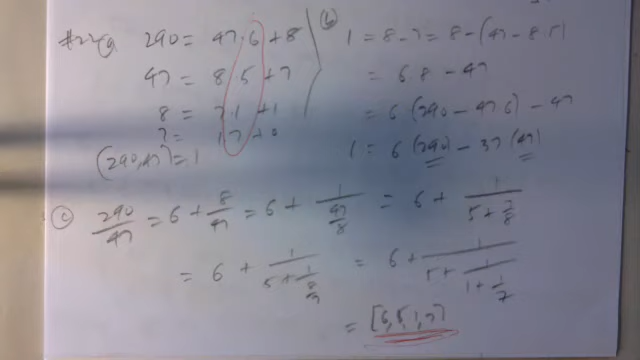 #22 (a) 290 = 47·6 + 8
47 = 8·5 + 7
8 = 7·1 + 1
7 = 1·7 + 0
(290,47) = 1
(b) 1 = 8 - 7 = 8 - (47 - 8·5)
= 6·8 - 47
= 6 (290 - 47·6) - 47
1 = 6 (290) - 37 (47)
(c) 290/47 = 6 + 8/47 = 6 + 1/(47/8) = 6 + 1/(5 + 7/8)
= 6 + 1/(5 + 1/(8/7)) = 6 + 1/(5 + 1/(1 + 1/7))
= [6,5,1,7]